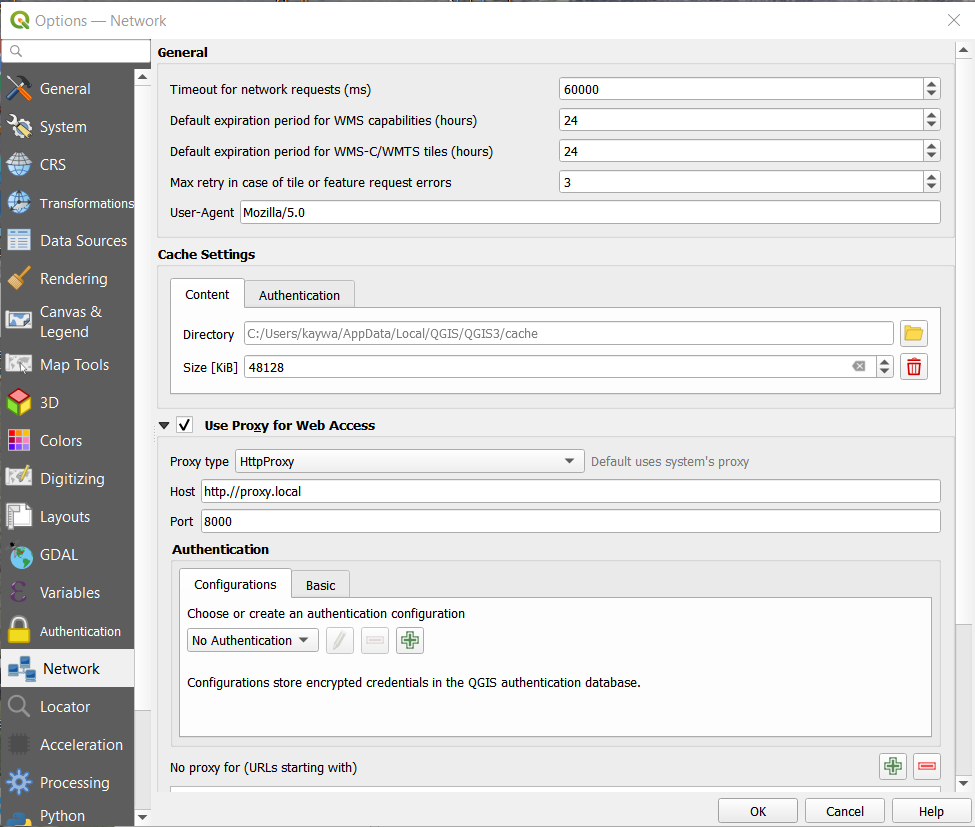 Options — Network
General
System
CRS
Transformations
Data Sources
Rendering
Canvas &
Legend
Map Tools
3D
Colors
Digitizing
Layouts
GDAL
Variables
Authentication
Network
Locator
Acceleration
Processing
Python
General
Timeout for network requests (ms) 60000
Default expiration period for WMS capabilities (hours) 24
Default expiration period for WMS-C/WMTS tiles (hours) 24
Max retry in case of tile or feature request errors 3
User-Agent Mozilla/5.0
Cache Settings
Content Authentication
Directory C:/Users/kaywa/AppData/Local/QGIS/QGIS3/cache
Size [KiB] 48128
Use Proxy for Web Access
Proxy type HttpProxy Default uses system's proxy
Host http.//proxy.local
Port 8000
Authentication
Configurations Basic
Choose or create an authentication configuration
No Authentication
Configurations store encrypted credentials in the QGIS authentication database.
No proxy for (URLs starting with)
OK Cancel Help